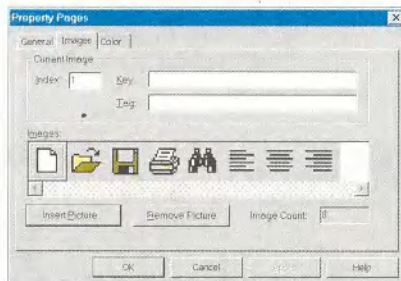 Property Pages
General Images Color
Current Image
Index: 1 Key:
Tag:
Images:
Insert Picture Remove Picture Image Count: 8
OK Cancel Apply Help